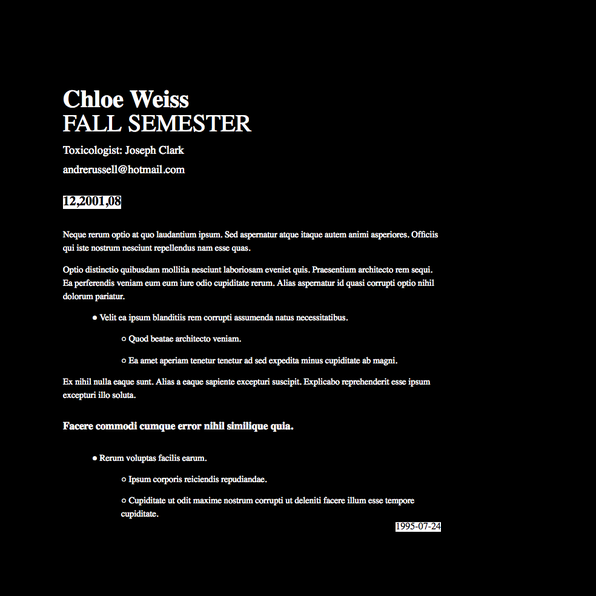 Chloe Weiss
FALL SEMESTER
Toxicologist: Joseph Clark
andrerussell@hotmail.com
12,2001,08
Neque rerum optio at quo laudantium ipsum. Sed aspernatur atque itaque autem animi asperiores. Officiis
qui iste nostrum nesciunt repellendus nam esse quas.
Optio distinctio quibusdam mollitia nesciunt laboriosam eveniet quis. Praesentium architecto rem sequi.
Ea perferendis veniam eum eum iure odio cupiditate rerum. Alias aspernatur id quasi corrupti optio nihil
dolorum pariatur.
Velit ea ipsum blanditiis rem corrupti assumenda natus necessitatibus.
Quod beatae architecto veniam.
Ea amet aperiam tenetur tenetur ad sed expedita minus cupiditate ab magni.
Ex nihil nulla eaque sunt. Alias a eaque sapiente excepturi suscipit. Explicabo reprehenderit esse ipsum
excepturi illo soluta.
Facere commodi cumque error nihil similique quia.
Rerum voluptas facilis earum.
Ipsum corporis reiciendis repudiandae.
Cupiditate ut odit maxime nostrum corrupti ut deleniti facere illum esse tempore
cupiditate.
1995-07-24